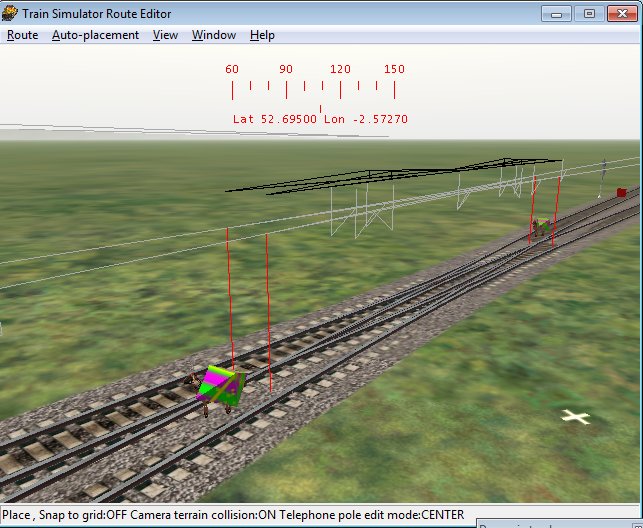 Train Simulator Route Editor
Route Auto-placement View Window Help
60 90 120 150
Lat 52.69500 Lon -2.57270
Place , Snap to grid:OFF Camera terrain collision:ON Telephone pole edit mode:CENTER